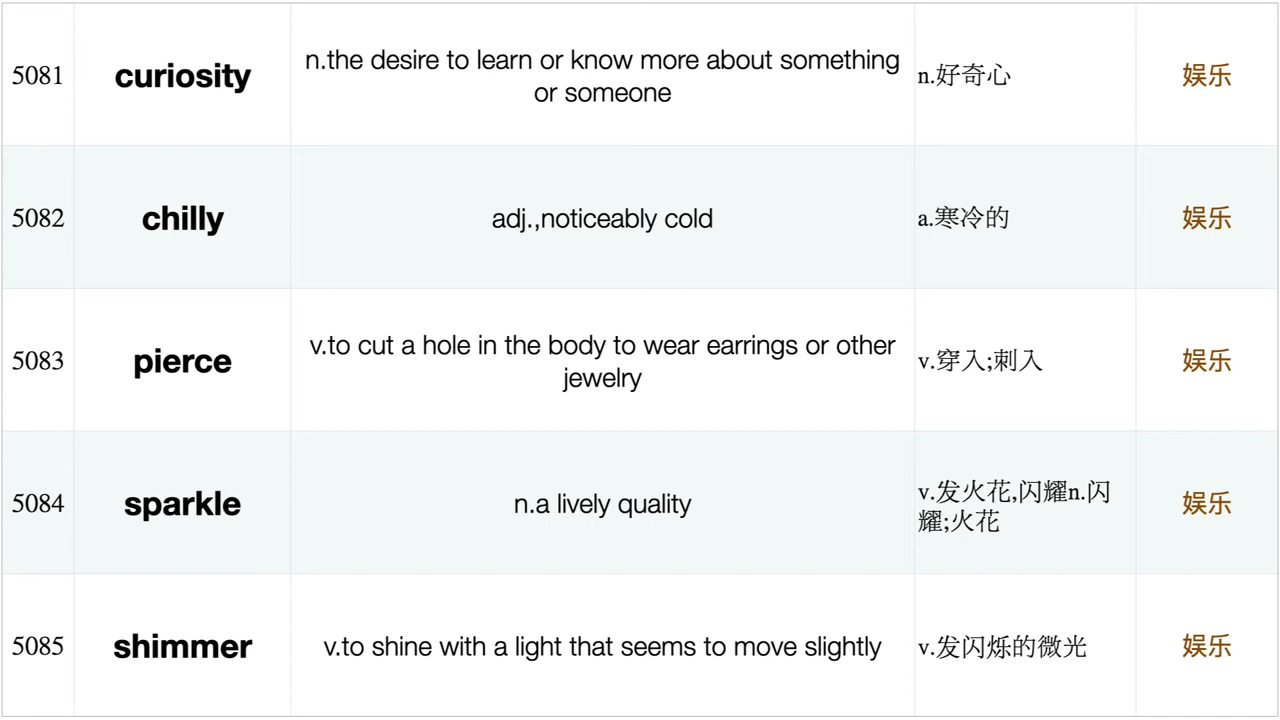 5081 curiosity n.the desire to learn or know more about something n.好奇心 娱乐
or someone
5082 chilly adj.,noticeably cold a.寒冷的 娱乐
5083 pierce v.to cut a hole in the body to wear earrings or other v.穿入;刺入 娱乐
jewelry
5084 sparkle n.a lively quality v.发火花,闪耀n.闪 娱乐
耀;火花
5085 shimmer v.to shine with a light that seems to move slightly v.发闪烁的微光 娱乐